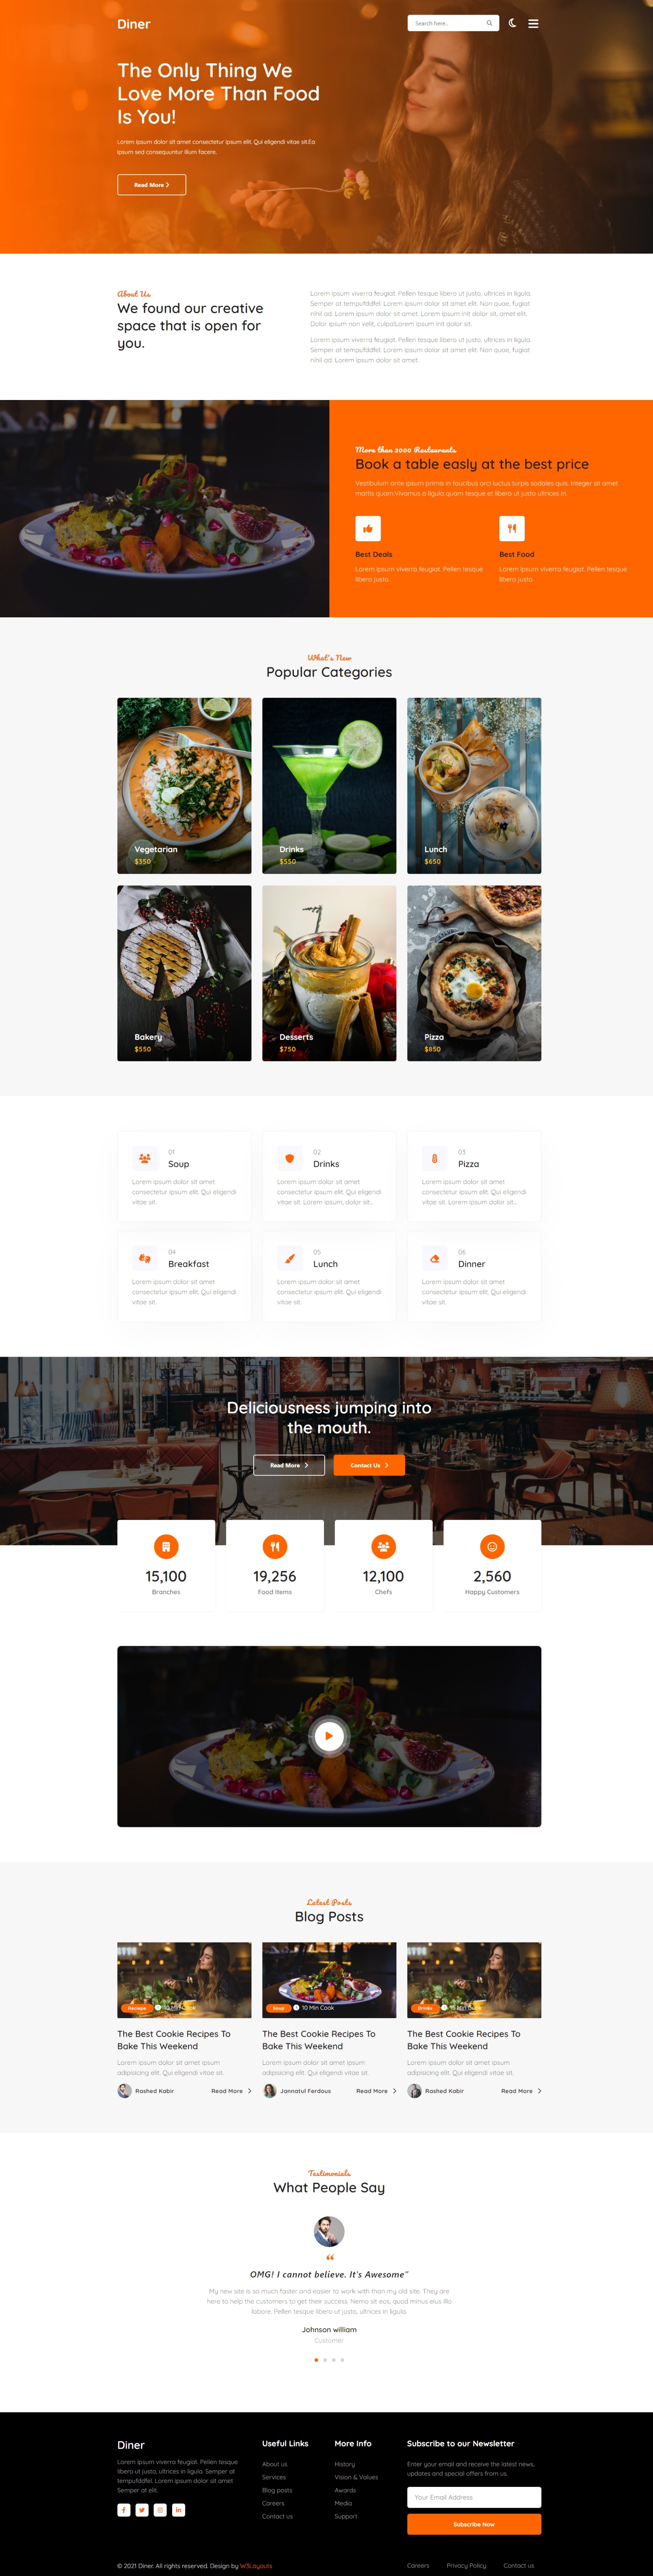 Diner
Search here..
The Only Thing We
Love More Than Food
Is You!
Lorem ipsum dolor sit amet consectetur ipsum elit. Qui eligendi vitae sit.Ea
ipsum sed consequuntur illum facere.
Read More
About Us
We found our creative
space that is open for
you.
Lorem ipsum viverra feugiat. Pellen tesque libero ut justo, ultrices in ligula.
Semper at tempufddfel. Lorem ipsum dolor sit amet elit. Non quae, fugiat
nihil ad. Lorem ipsum dolor sit amet. Lorem ipsum init dolor sit, amet elit.
Dolor ipsum non velit, culpa!Lorem ipsum init dolor sit.
Lorem ipsum viverra feugiat. Pellen tesque libero ut justo, ultrices in ligula.
Semper at tempufddfel. Lorem ipsum dolor sit amet elit. Non quae, fugiat
nihil ad. Lorem ipsum dolor sit amet.
More than 2000 Restaurants
Book a table easly at the best price
Vestibulum ante ipsum primis in faucibus orci luctus turpis sodales quis. Integer sit amet
mattis quam.Vivamus a ligula quam tesque et libero ut justo ultrices in.
Best Deals
Lorem ipsum viverra feugiat. Pellen tesque
libero justo.
Best Food
Lorem ipsum viverra feugiat. Pellen tesque
libero justo.
What's New
Popular Categories
Vegetarian
$350
Drinks
$550
Lunch
$650
Bakery
$550
Desserts
$750
Pizza
$850
01
Soup
Lorem ipsum dolor sit amet
consectetur ipsum elit. Qui eligendi
vitae sit.
02
Drinks
Lorem ipsum dolor sit amet
consectetur ipsum elit. Qui eligendi
vitae sit. Lorem ipsum, dolor sit...
03
Pizza
Lorem ipsum dolor sit amet
consectetur ipsum elit. Qui eligendi
vitae sit. Lorem ipsum dolor sit...
04
Breakfast
Lorem ipsum dolor sit amet
consectetur ipsum elit. Qui eligendi
vitae sit.
05
Lunch
Lorem ipsum dolor sit amet
consectetur ipsum elit. Qui eligendi
vitae sit.
06
Dinner
Lorem ipsum dolor sit amet
consectetur ipsum elit. Qui eligendi
vitae sit.
Deliciousness jumping into
the mouth.
Read More
Contact Us
15,100
Branches
19,256
Food Items
12,100
Chefs
2,560
Happy Customers
Latest Posts
Blog Posts
Min Cook
The Best Cookie Recipes To
Bake This Weekend
Lorem ipsum dolor sit amet ipsum
adipisicing elit. Qui eligendi vitae sit.
Rashed Kabir
Read More
Soup
10 Min Cook
The Best Cookie Recipes To
Bake This Weekend
Lorem ipsum dolor sit amet ipsum
adipisicing elit. Qui eligendi vitae sit.
Jannatul Ferdous
Read More
The Best Cookie Recipes To
Bake This Weekend
Lorem ipsum dolor sit amet ipsum
adipisicing elit. Qui eligendi vitae sit.
Rashed Kabir
Read More
Testimonials
What People Say
“
OMG! I cannot believe. It's Awesome"
My new site is so much faster and easier to work with than my old site. They are
here to help the customers to get their success. Nemo sit eos, quod minus eius illo
labore. Pellen tesque libero ut justo, ultrices in ligula.
Johnson william
Customer
Diner
Lorem ipsum viverra feugiat. Pellen tesque
libero ut justo, ultrices in ligula. Semper at
tempufddfel. Lorem ipsum dolor sit amet
Semper at elit.
Useful Links
About us
Services
Blog posts
Careers
Contact us
More Info
History
Vision & Values
Awards
Media
Support
Subscribe to our Newsletter
Enter your email and receive the latest news,
updates and special offers from us.
Your Email Address
Subscribe Now
© 2021 Diner. All rights reserved. Design by W3Layouts
Careers
Privacy Policy
Contact us